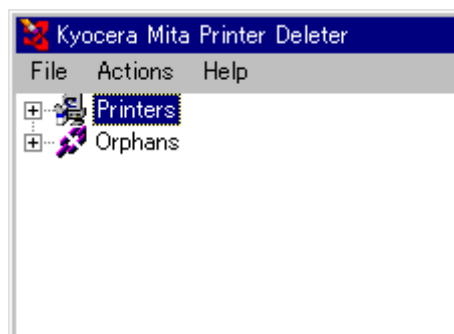 Kyocera Mita Printer Deleter
File Actions Help
Printers
Orphans